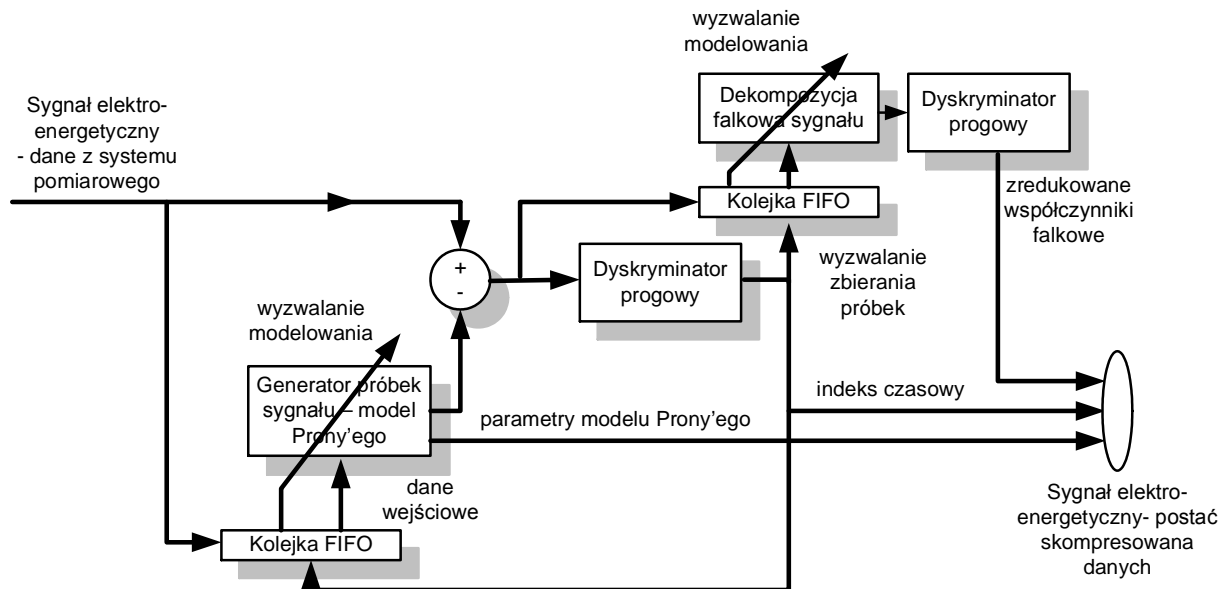 wyzwalanie
modelowania
Sygnał elektro-
energetyczny
- dane z systemu
pomiarowego
Dekompozycja
falkowa sygnału
Dyskryminator
progowy
Kolejka FIFO
zredukowane
współczynniki
falkowe
+
-
Dyskryminator
progowy
wyzwalanie
zbierania
próbek
wyzwalanie
modelowania
Generator próbek
sygnału – model
Prony’ego
indeks czasowy
parametry modelu Prony’ego
dane
wejściowe
Kolejka FIFO
Sygnał elektro-
energetyczny- postać
skompresowana
danych